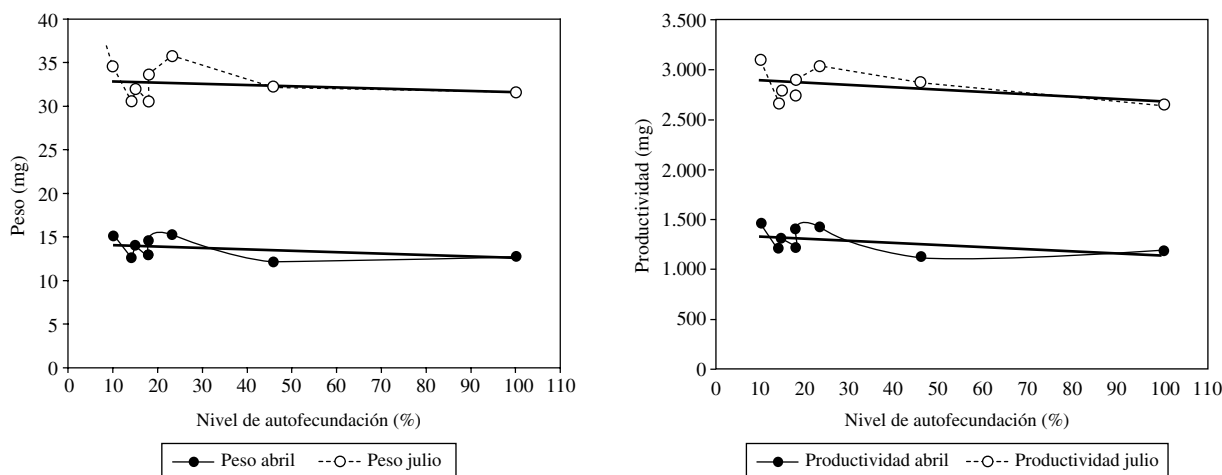 40
35
30
25
20
15
10
5
0
Peso (mg)
0 10 20 30 40 50 60 70 80 90 100 110
Nivel de autofecundación (%)
Peso abril Peso julio
3.500
3.000
2.500
2.000
1.500
1.000
500
0
Productividad (mg)
0 10 20 30 40 50 60 70 80 90 100 110
Nivel de autofecundación (%)
Productividad abril Productividad julio